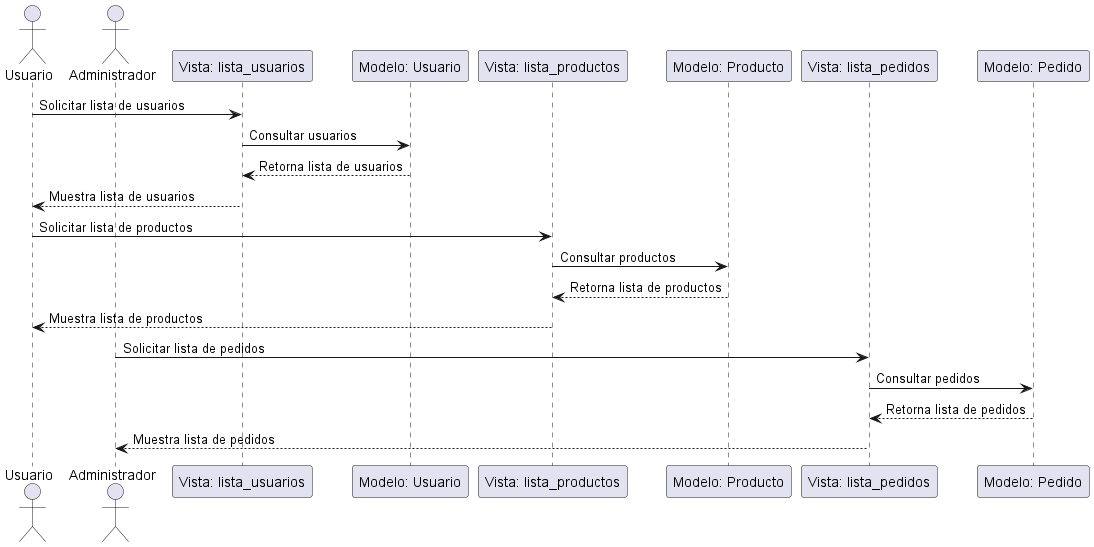 Usuario
Administrador
Vista: lista_usuarios
Modelo: Usuario
Vista: lista_productos
Modelo: Producto
Vista: lista_pedidos
Modelo: Pedido
Solicitar lista de usuarios
Consultar usuarios
Retorna lista de usuarios
Muestra lista de usuarios
Solicitar lista de productos
Consultar productos
Retorna lista de productos
Muestra lista de productos
Solicitar lista de pedidos
Consultar pedidos
Retorna lista de pedidos
Muestra lista de pedidos
Usuario
Administrador
Vista: lista_usuarios
Modelo: Usuario
Vista: lista_productos
Modelo: Producto
Vista: lista_pedidos
Modelo: Pedido